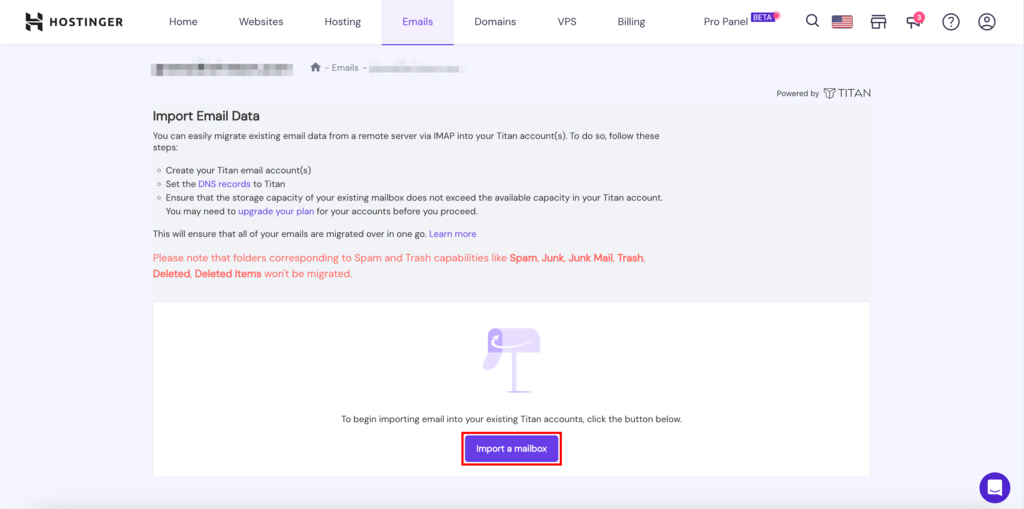 HOSTINGER Home Websites Hosting Emails Domains VPS Billing Pro Panel BETA 3
– Emails -
Powered by TITAN
Import Email Data
You can easily migrate existing email data from a remote server via IMAP into your Titan account(s). To do so, follow these
steps:
Create your Titan email account(s)
Set the DNS records to Titan
Ensure that the storage capacity of your existing mailbox does not exceed the available capacity in your Titan account.
You may need to upgrade your plan for your accounts before you proceed.
This will ensure that all of your emails are migrated over in one go. Learn more
Please note that folders corresponding to Spam and Trash capabilities like Spam, Junk, Junk Mail, Trash,
Deleted, Deleted Items won't be migrated.
To begin importing email into your existing Titan accounts, click the button below.
Import a mailbox